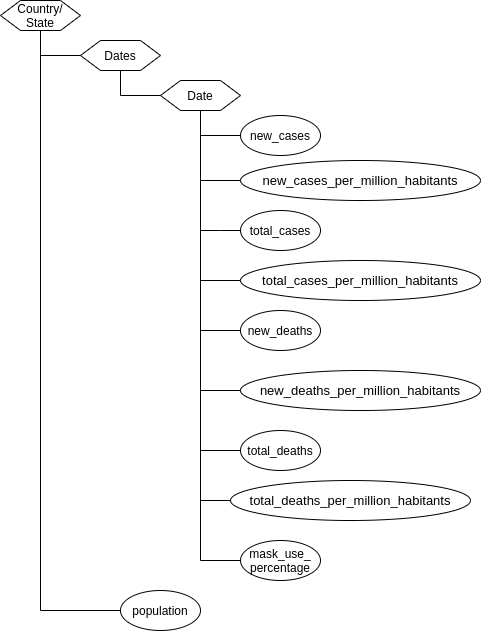 Country/
State
Dates
Date
new_cases
new_cases_per_million_habitants
total_cases
total_cases_per_million_habitants
new_deaths
new_deaths_per_million_habitants
total_deaths
total_deaths_per_million_habitants
mask_use_
percentage
population